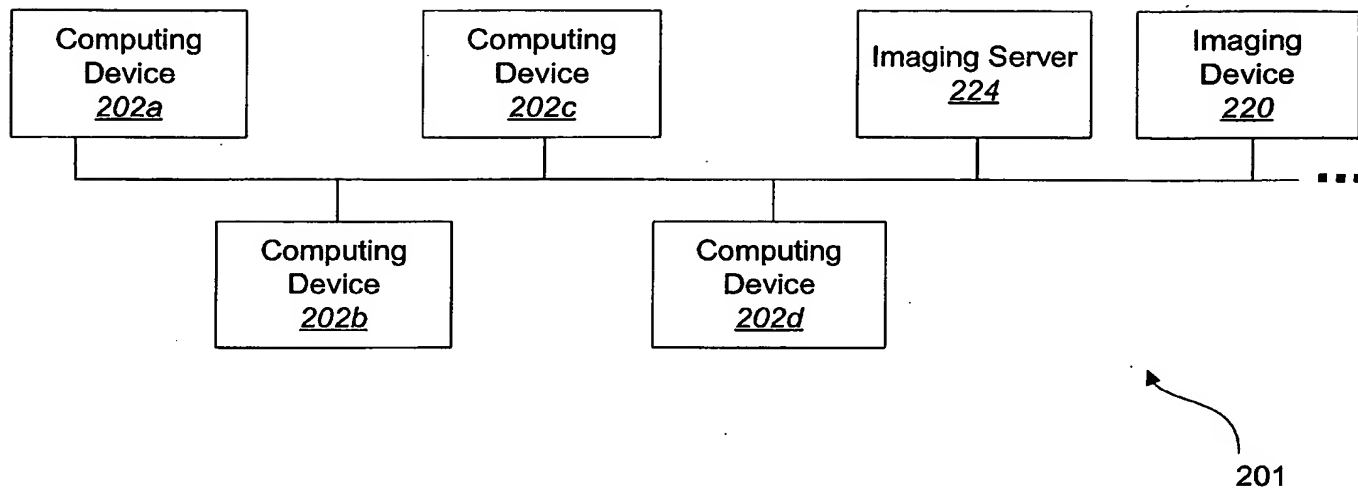 Computing
Device
202a
Computing
Device
202c
Imaging Server
224
Imaging
Device
220
Computing
Device
202b
Computing
Device
202d
201